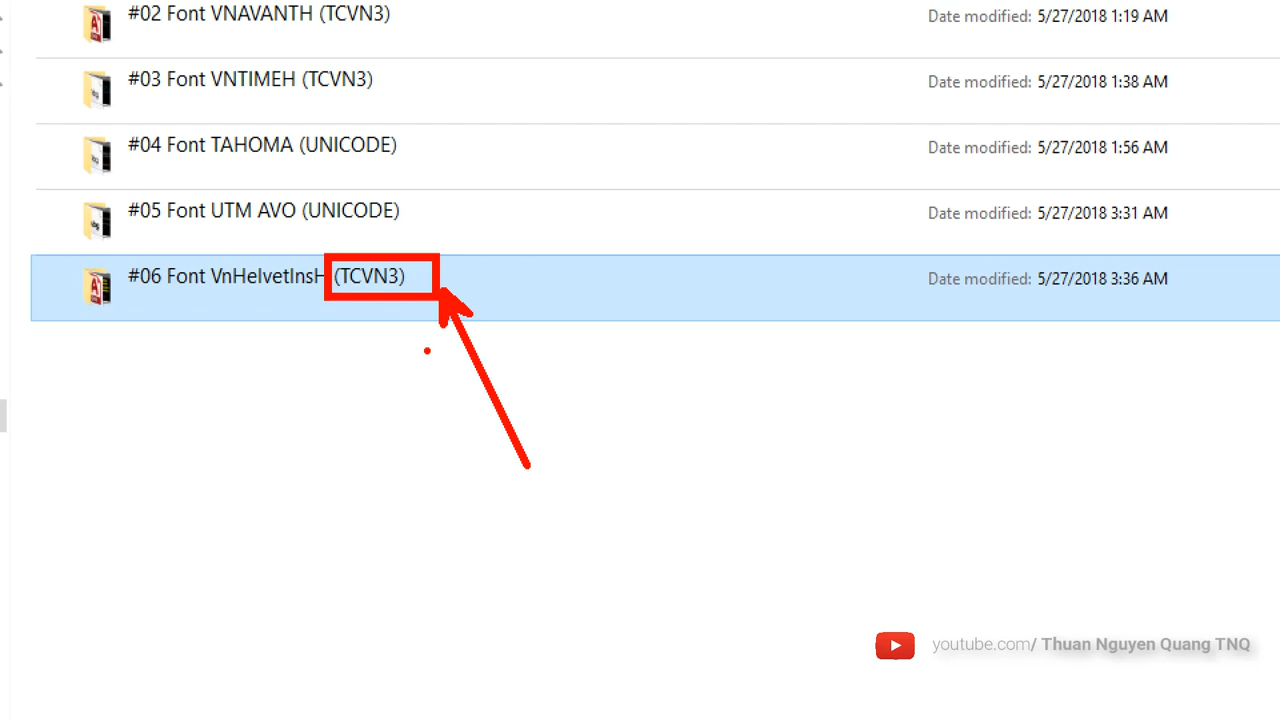 #02 Font VNAVANTH (TCVN3) Date modified: 5/27/2018 1:19 AM
#03 Font VNTIMEH (TCVN3) Date modified: 5/27/2018 1:38 AM
#04 Font TAHOMA (UNICODE) Date modified: 5/27/2018 1:56 AM
#05 Font UTM AVO (UNICODE) Date modified: 5/27/2018 3:31 AM
#06 Font VnHelvetInsH (TCVN3) Date modified: 5/27/2018 3:36 AM
youtube.com/ Thuan Nguyen Quang TNQ